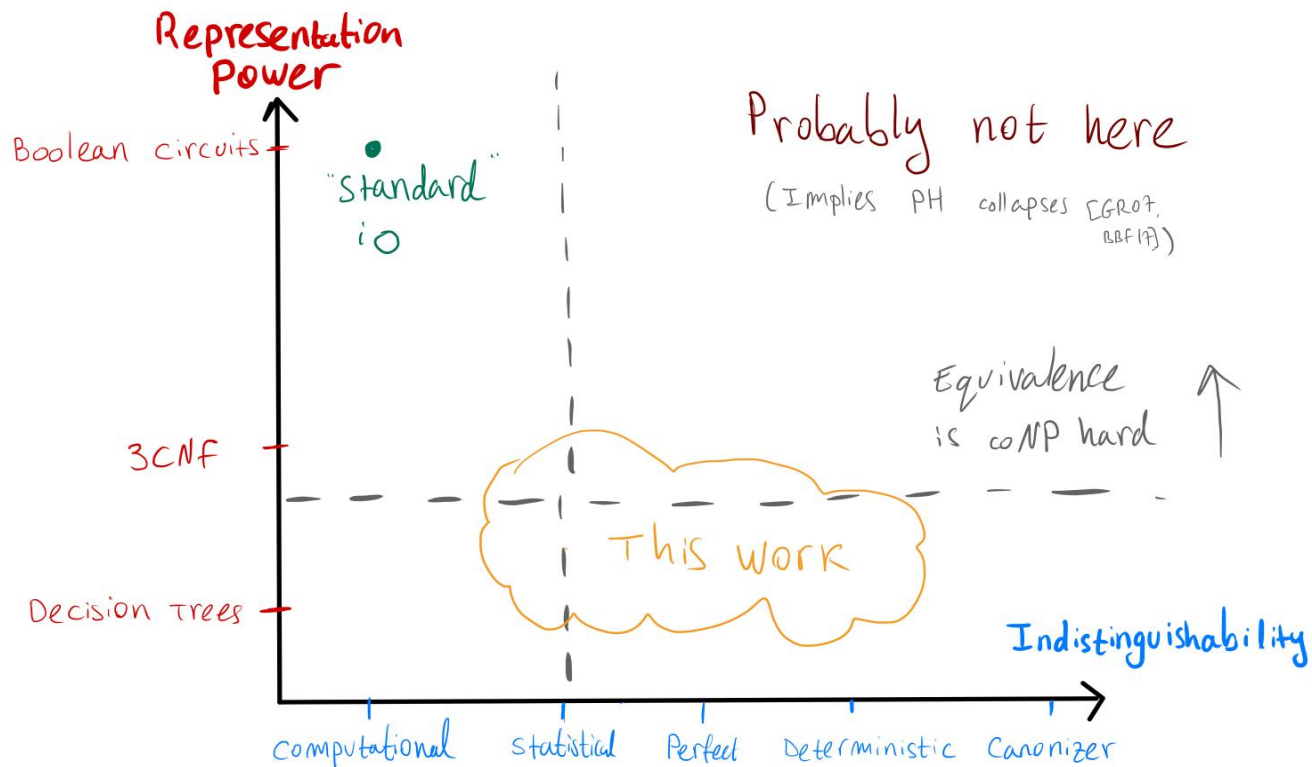 Representation
Power
Boolean circuits
"Standard"
iO
Probably not here
(Implies PH collapses [GR07,
BBF17])
Equivalence
is coNP hard
3CNF
This work
Decision Trees
Indistinguishability
Computational
Statistical
Perfect
Deterministic
Canonizer